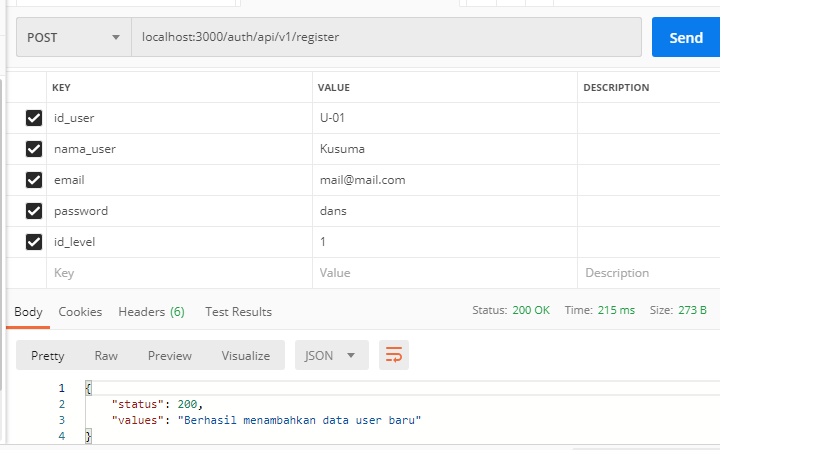 POST localhost:3000/auth/api/v1/register Send
KEY VALUE DESCRIPTION
id_user U-01
nama_user Kusuma
email mail@mail.com
password dans
id_level 1
Key Value Description
Body Cookies Headers (6) Test Results Status: 200 OK Time: 215 ms Size: 273 B
Pretty Raw Preview Visualize JSON
1 {
2 "status": 200,
3 "values": "Berhasil menambahkan data user baru"
4 }